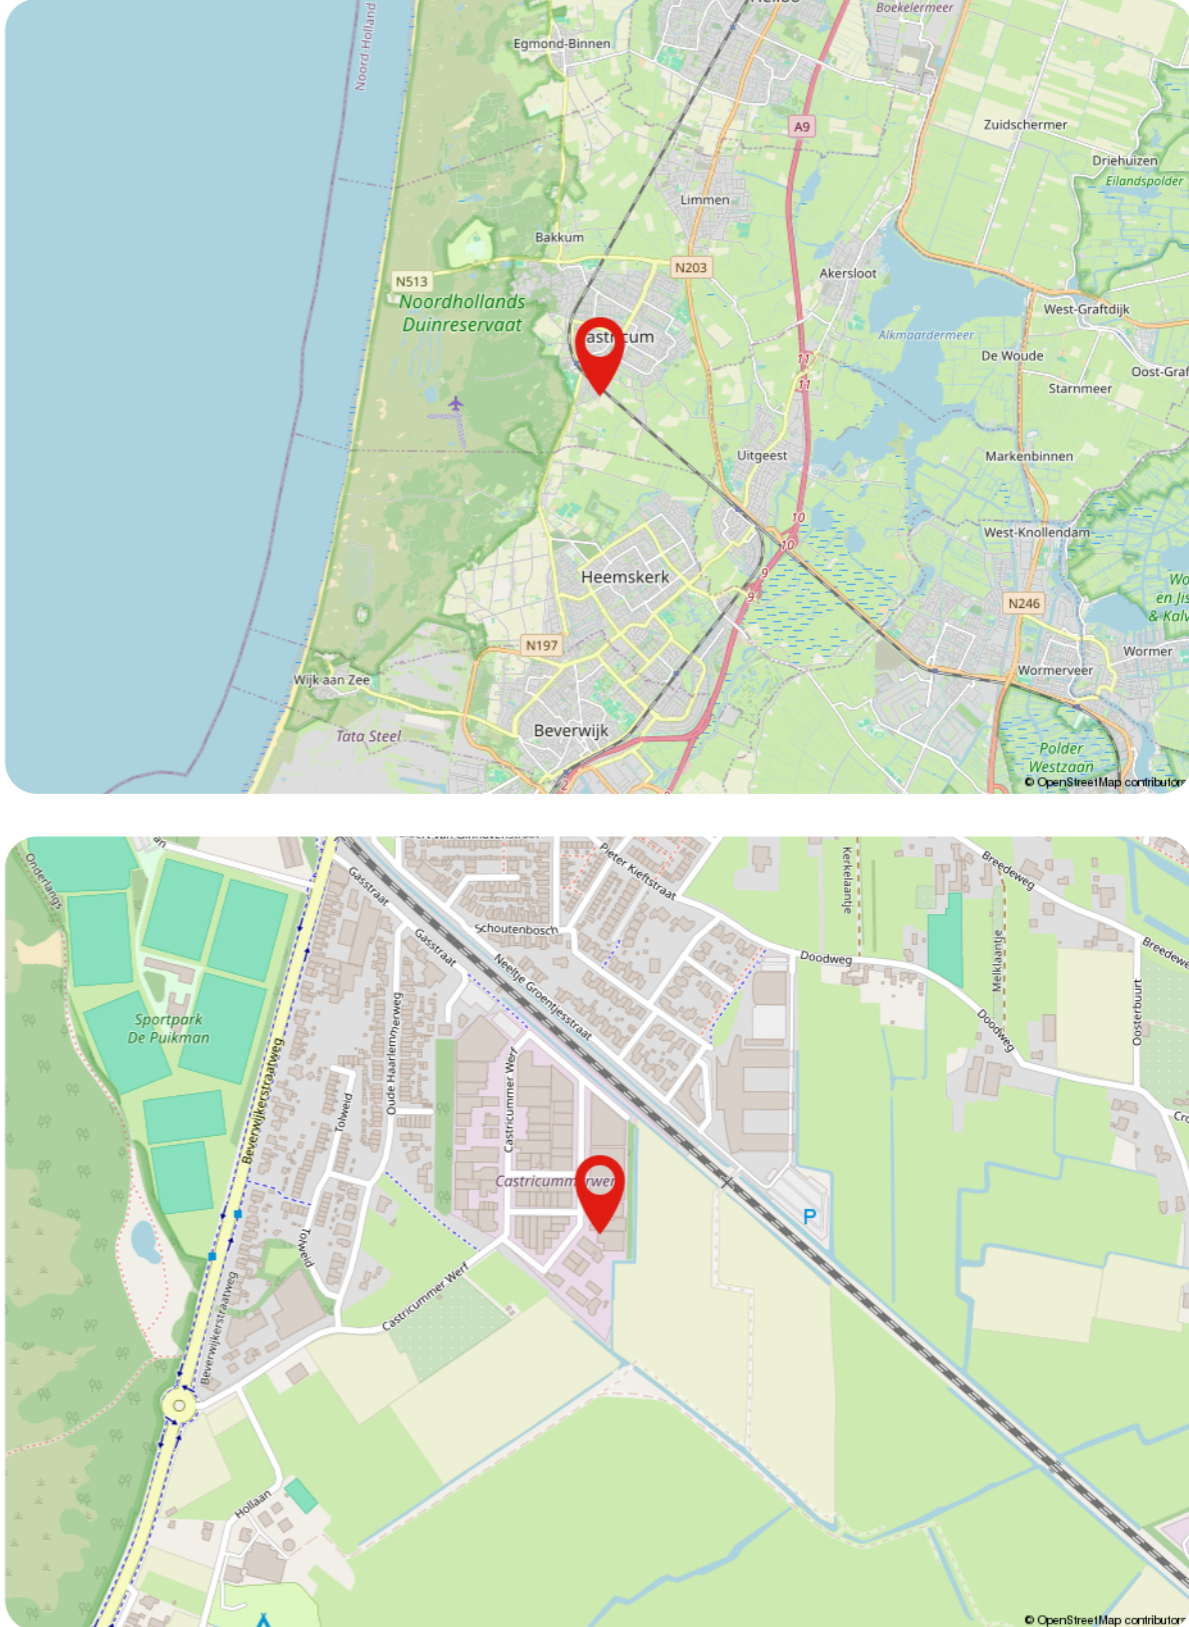 Boekelermeer
Egmond-Binnen
Noord-Holland
A9
Zuidschermer
Driehuizen
Eilandspolder
Limmen
Bakkum
N203
Akersloot
N513
Noordhollands
Duinreservaat
West-Graftdijk
Alkmaardermeer
De Woude
11
11
Starnmeer
Uitgeest
Markenbinnen
10
West-Knollendam
10
Heemskerk
9
9
N246
N197
Wormer
Wormerveer
Wijk aan Zee
Beverwijk
Tata Steel
Polder
Westzaan
2
© OpenStreetMap contributors
Onderlangs
Gasstraat
Pieter Kieftstraat
Kerkelaantje
Breedeweg
Schoutenbosch
Gasstraat
Neeltje Groentjesstraat
Doodweg
Melklaantje
Oosterbuurt
Sportpark
De Puikman
Oude Haarlemmerweg
Doodweg
Beverwijkerstraatweg
Tolweid
Castricummer Werf
P
Tolweid
Castricummer Werf
Beverwijkerstraatweg
Hollaan
© OpenStreetMap contributors